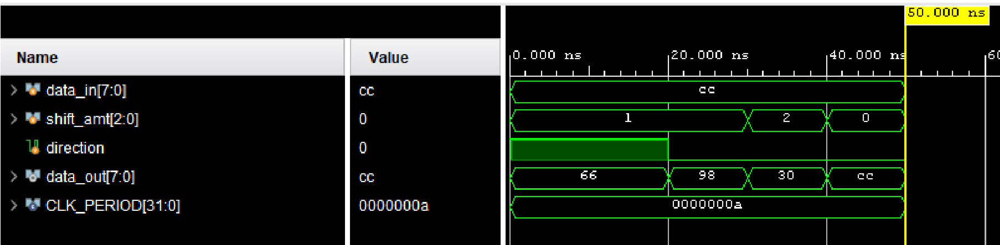 50.000 ns
Name Value 0.000 ns 20.000 ns 40.000 ns 60
data_in[7:0] cc cc
shift_amt[2:0] 0 1 2 0
direction 0
data_out[7:0] cc 66 98 30 cc
CLK_PERIOD[31:0] 0000000a 0000000a